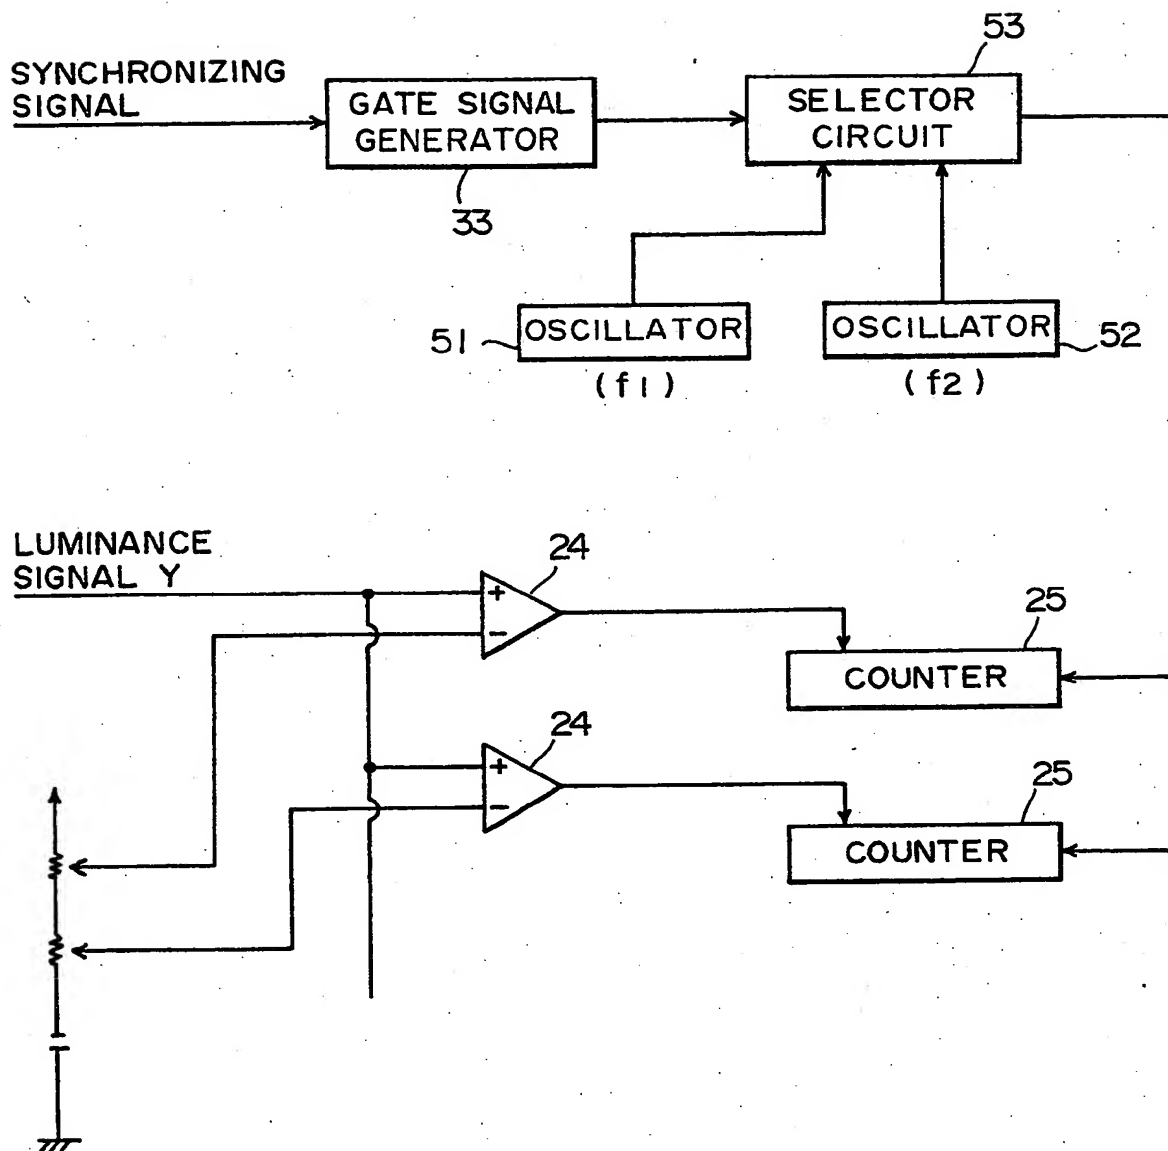 53
SYNCHRONIZING
SIGNAL
GATE SIGNAL
GENERATOR
SELECTOR
CIRCUIT
33
51
OSCILLATOR
(f1)
OSCILLATOR
52
(f2)
LUMINANCE
SIGNAL Y
24
+
−
25
COUNTER
24
+
−
25
COUNTER